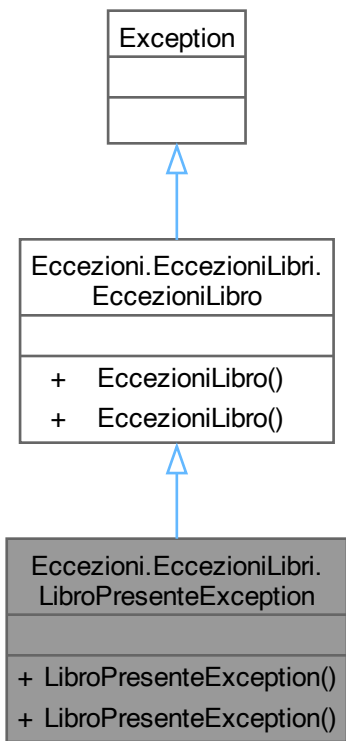 Exception
Eccezioni.EccezioniLibri.
EccezioniLibro
+ EccezioniLibro()
+ EccezioniLibro()
Eccezioni.EccezioniLibri.
LibroPresenteException
+ LibroPresenteException()
+ LibroPresenteException()